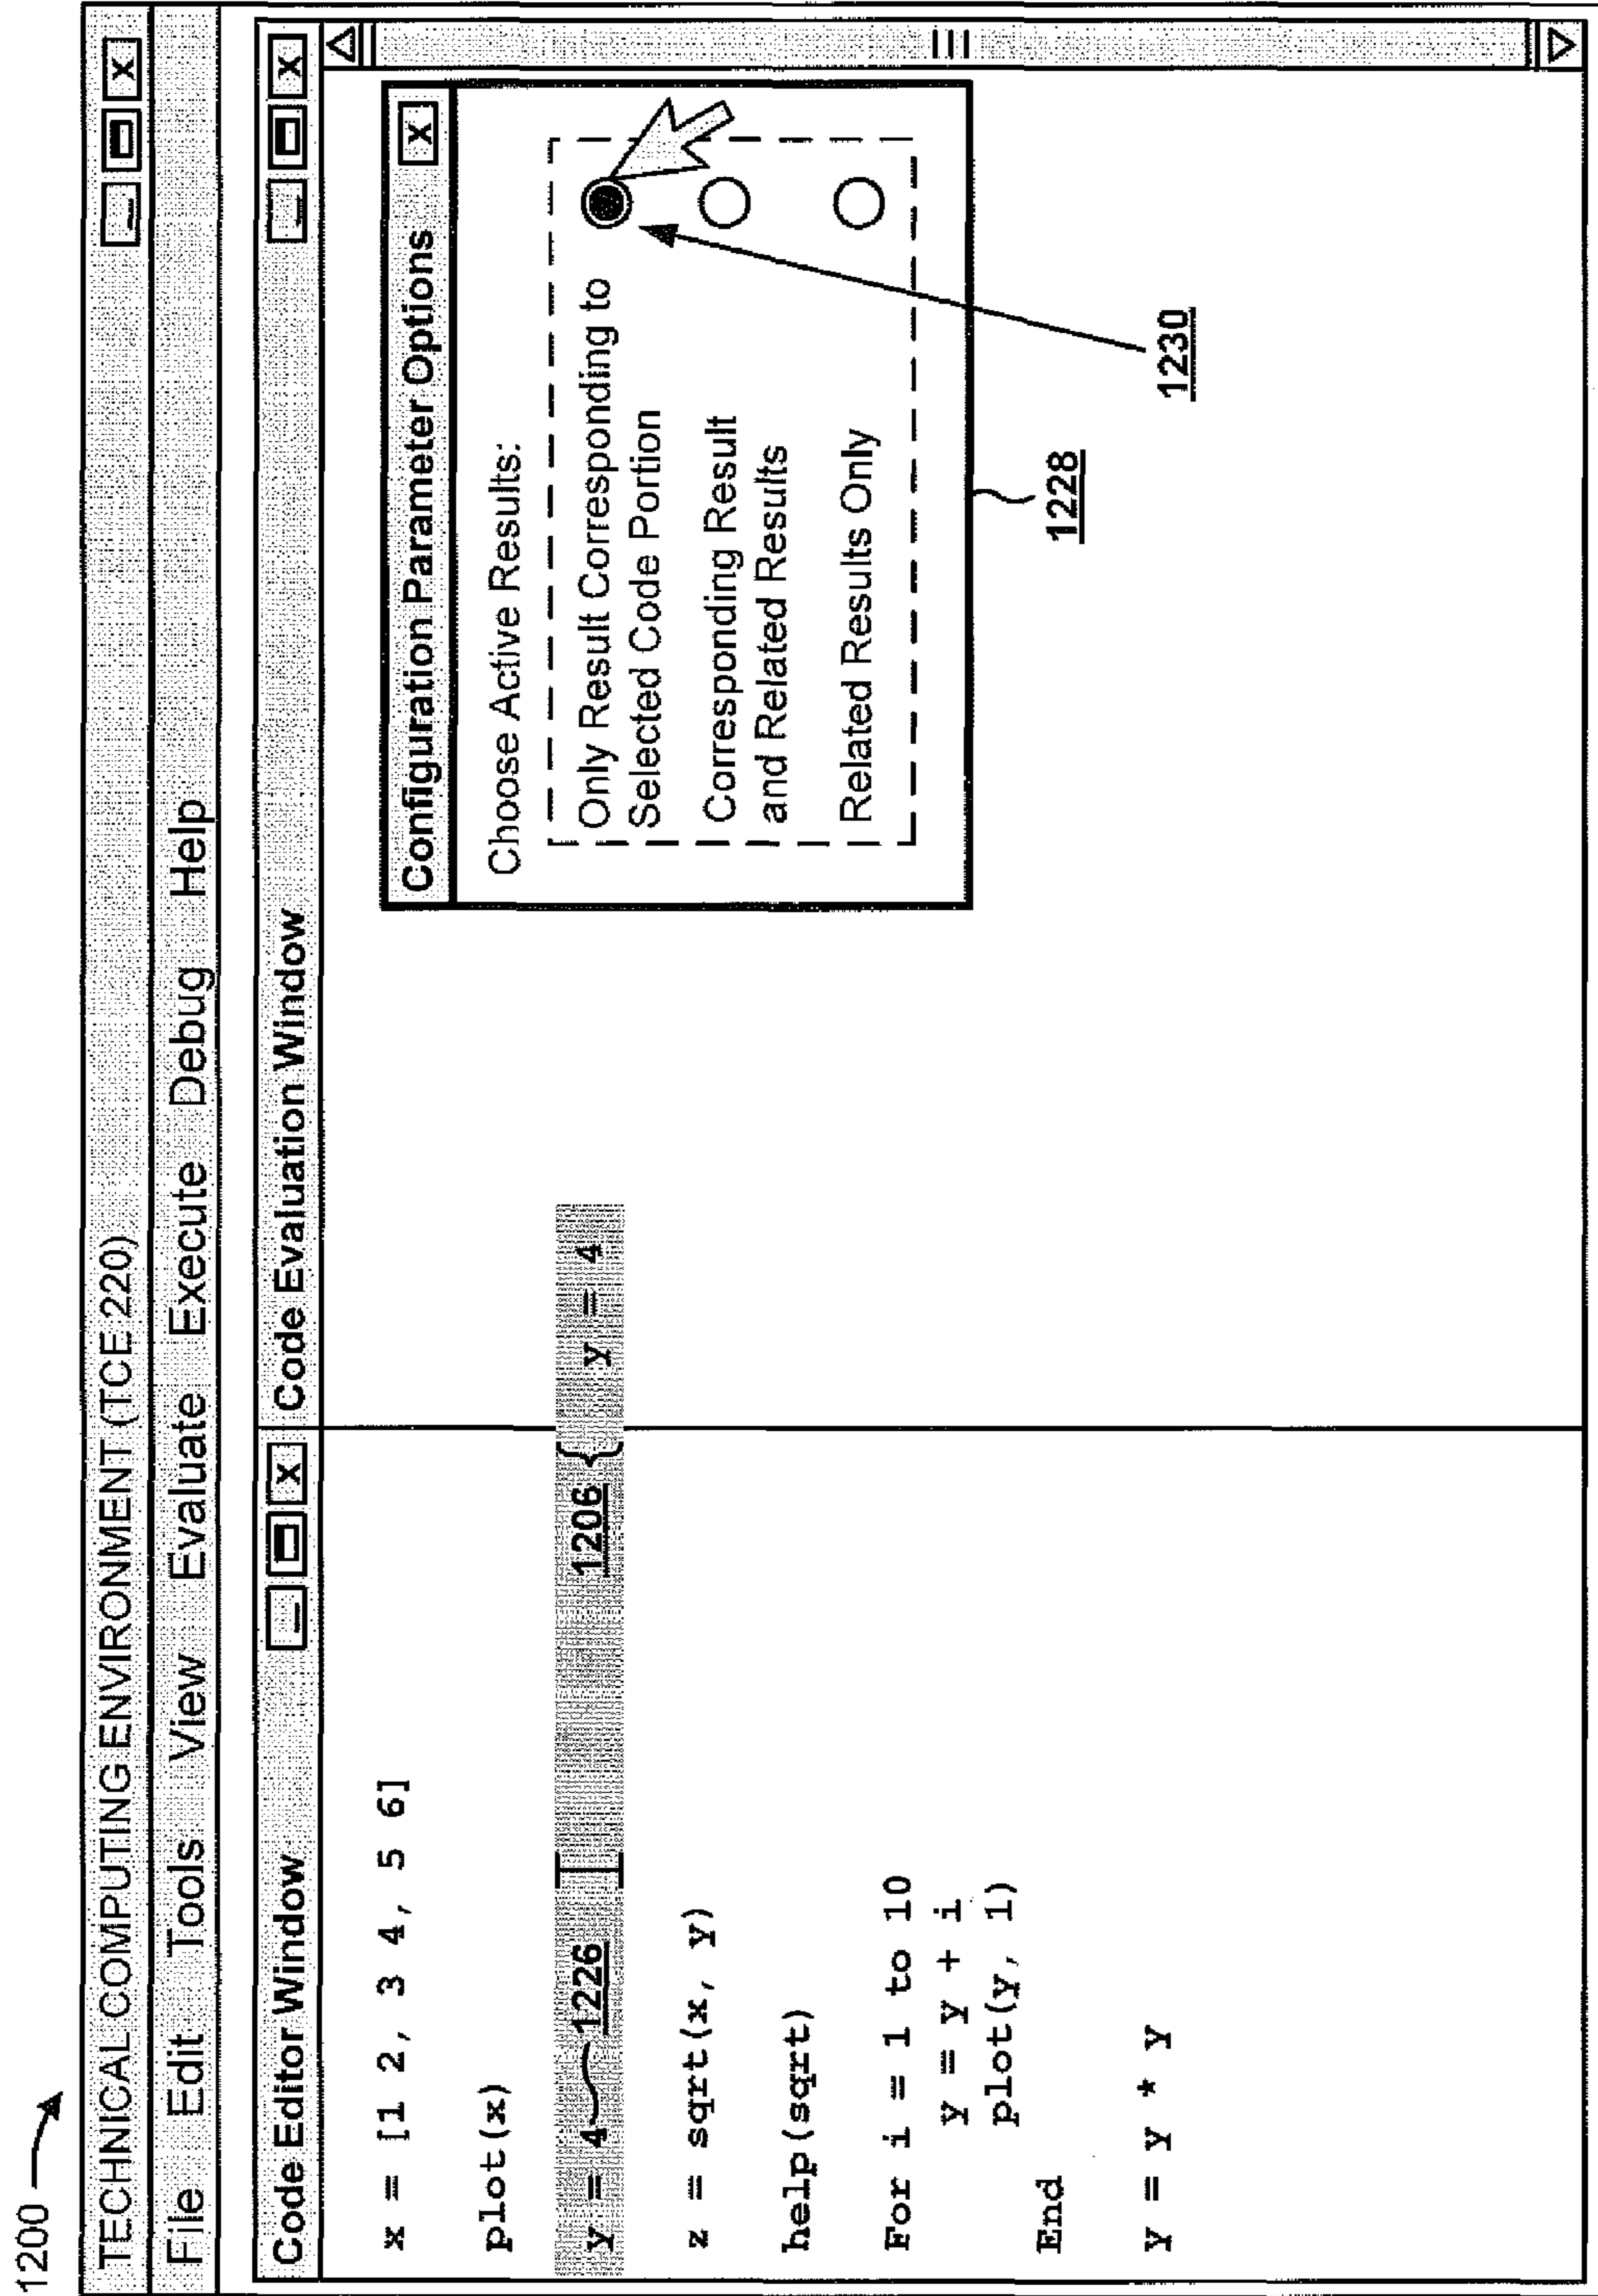 1200
TECHNICAL COMPUTING ENVIRONMENT (TCE 220)
File Edit Tools View Evaluate Execute Debug Help
Code Editor Window
x = [1 2, 3 4, 5 6]
plot(x)
y = 4 1226
z = sqrt(x, y)
help(sqrt)
For i = 1 to 10
y = y + i
plot(y, i)
End
y = y * y
Code Evaluation Window
1206 { y = 4
Configuration Parameter Options
Choose Active Results:
Only Result Corresponding to
Selected Code Portion
Corresponding Result
and Related Results
Related Results Only
1228
1230